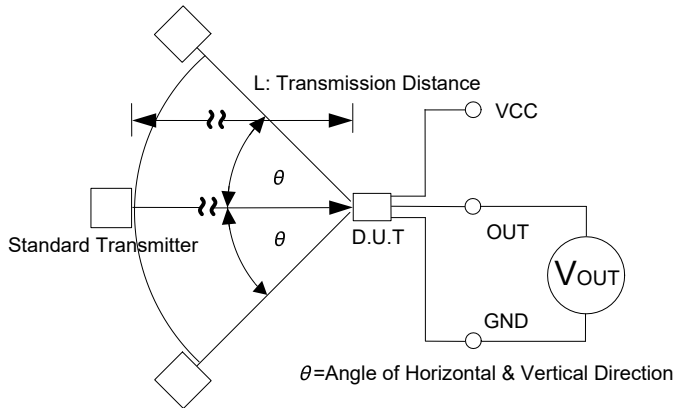 L: Transmission Distance
VCC
θ
Standard Transmitter
θ
D.U.T
OUT
VOUT
GND
θ=Angle of Horizontal & Vertical Direction